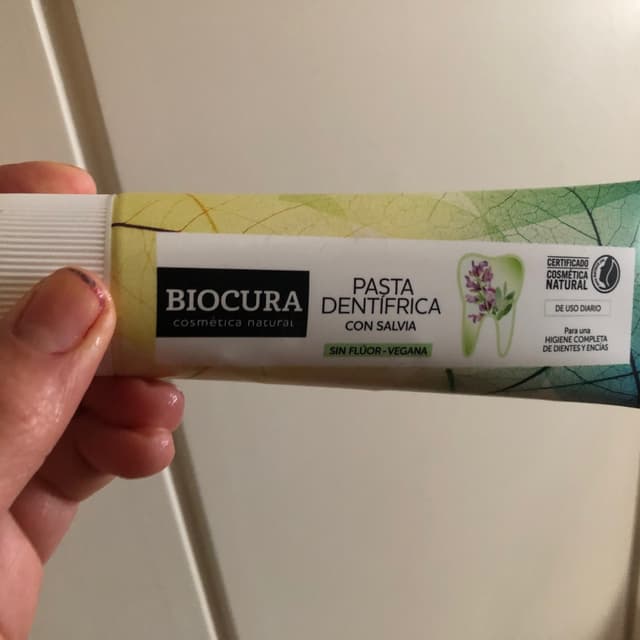 BIOCURA
cosmética natural
PASTA
DENTÍFRICA
CON SALVIA
SIN FLÚOR - VEGANA
CERTIFICADO
COSMÉTICA
NATURAL
DE USO DIARIO
Para una
HIGIENE COMPLETA
DE DIENTES Y ENCÍAS